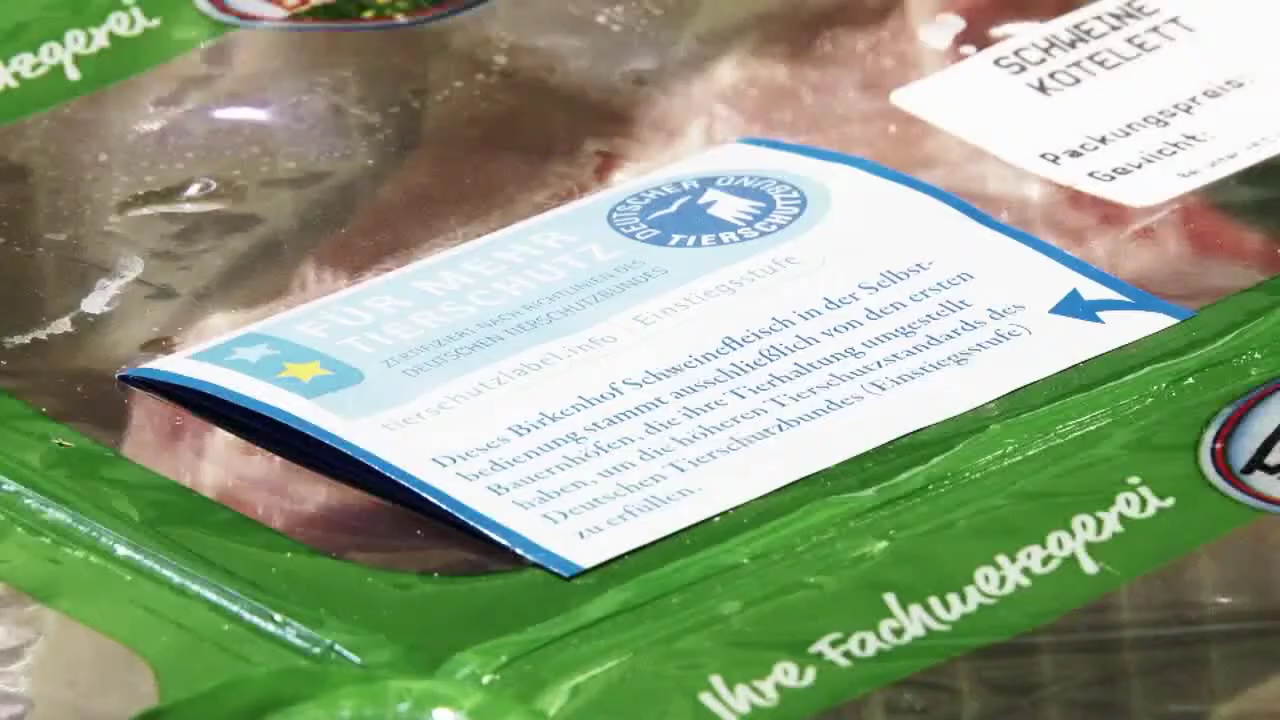 tzgerei
SCHWEINE
KOTELETT
Packungspreis:
Gewicht:
DEUTSCHER TIERSCHUTZBUND
FÜR MEHR
TIERSCHUTZ
ZERTIFIZIERT NACH RICHTLINIEN DES
DEUTSCHEN TIERSCHUTZBUNDES
tierschutzlabel.info | Einstiegsstufe
Dieses Birkenhof Schweinefleisch in der Selbst-
bedienung stammt ausschließlich von den ersten
Bauernhöfen, die ihre Tierhaltung umgestellt
haben, um die höheren Tierschutzstandards des
Deutschen Tierschutzbundes (Einstiegsstufe)
zu erfüllen.
Ihre Fachmetzgerei